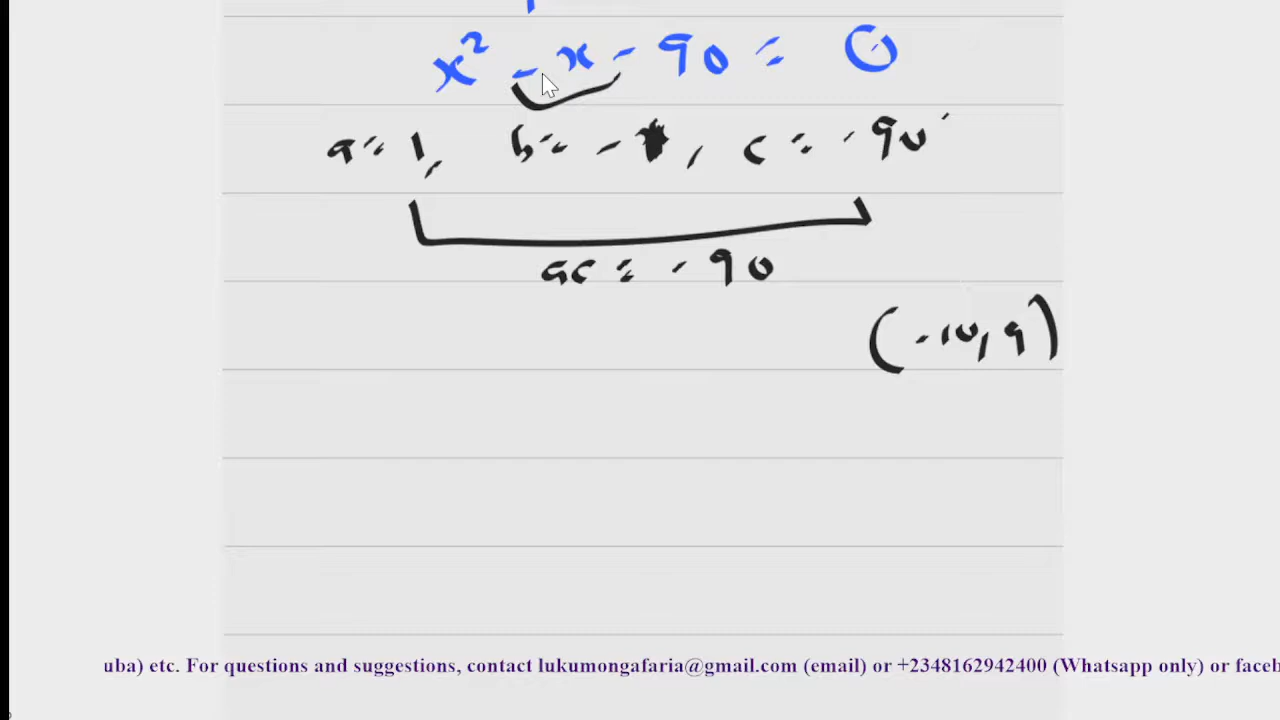 x² - x - 90 = 0
a = 1, b = -1, c = -90
ac = -90
(-10, 9)
uba) etc. For questions and suggestions, contact lukumongafaria@gmail.com (email) or +2348162942400 (Whatsapp only) or faceb